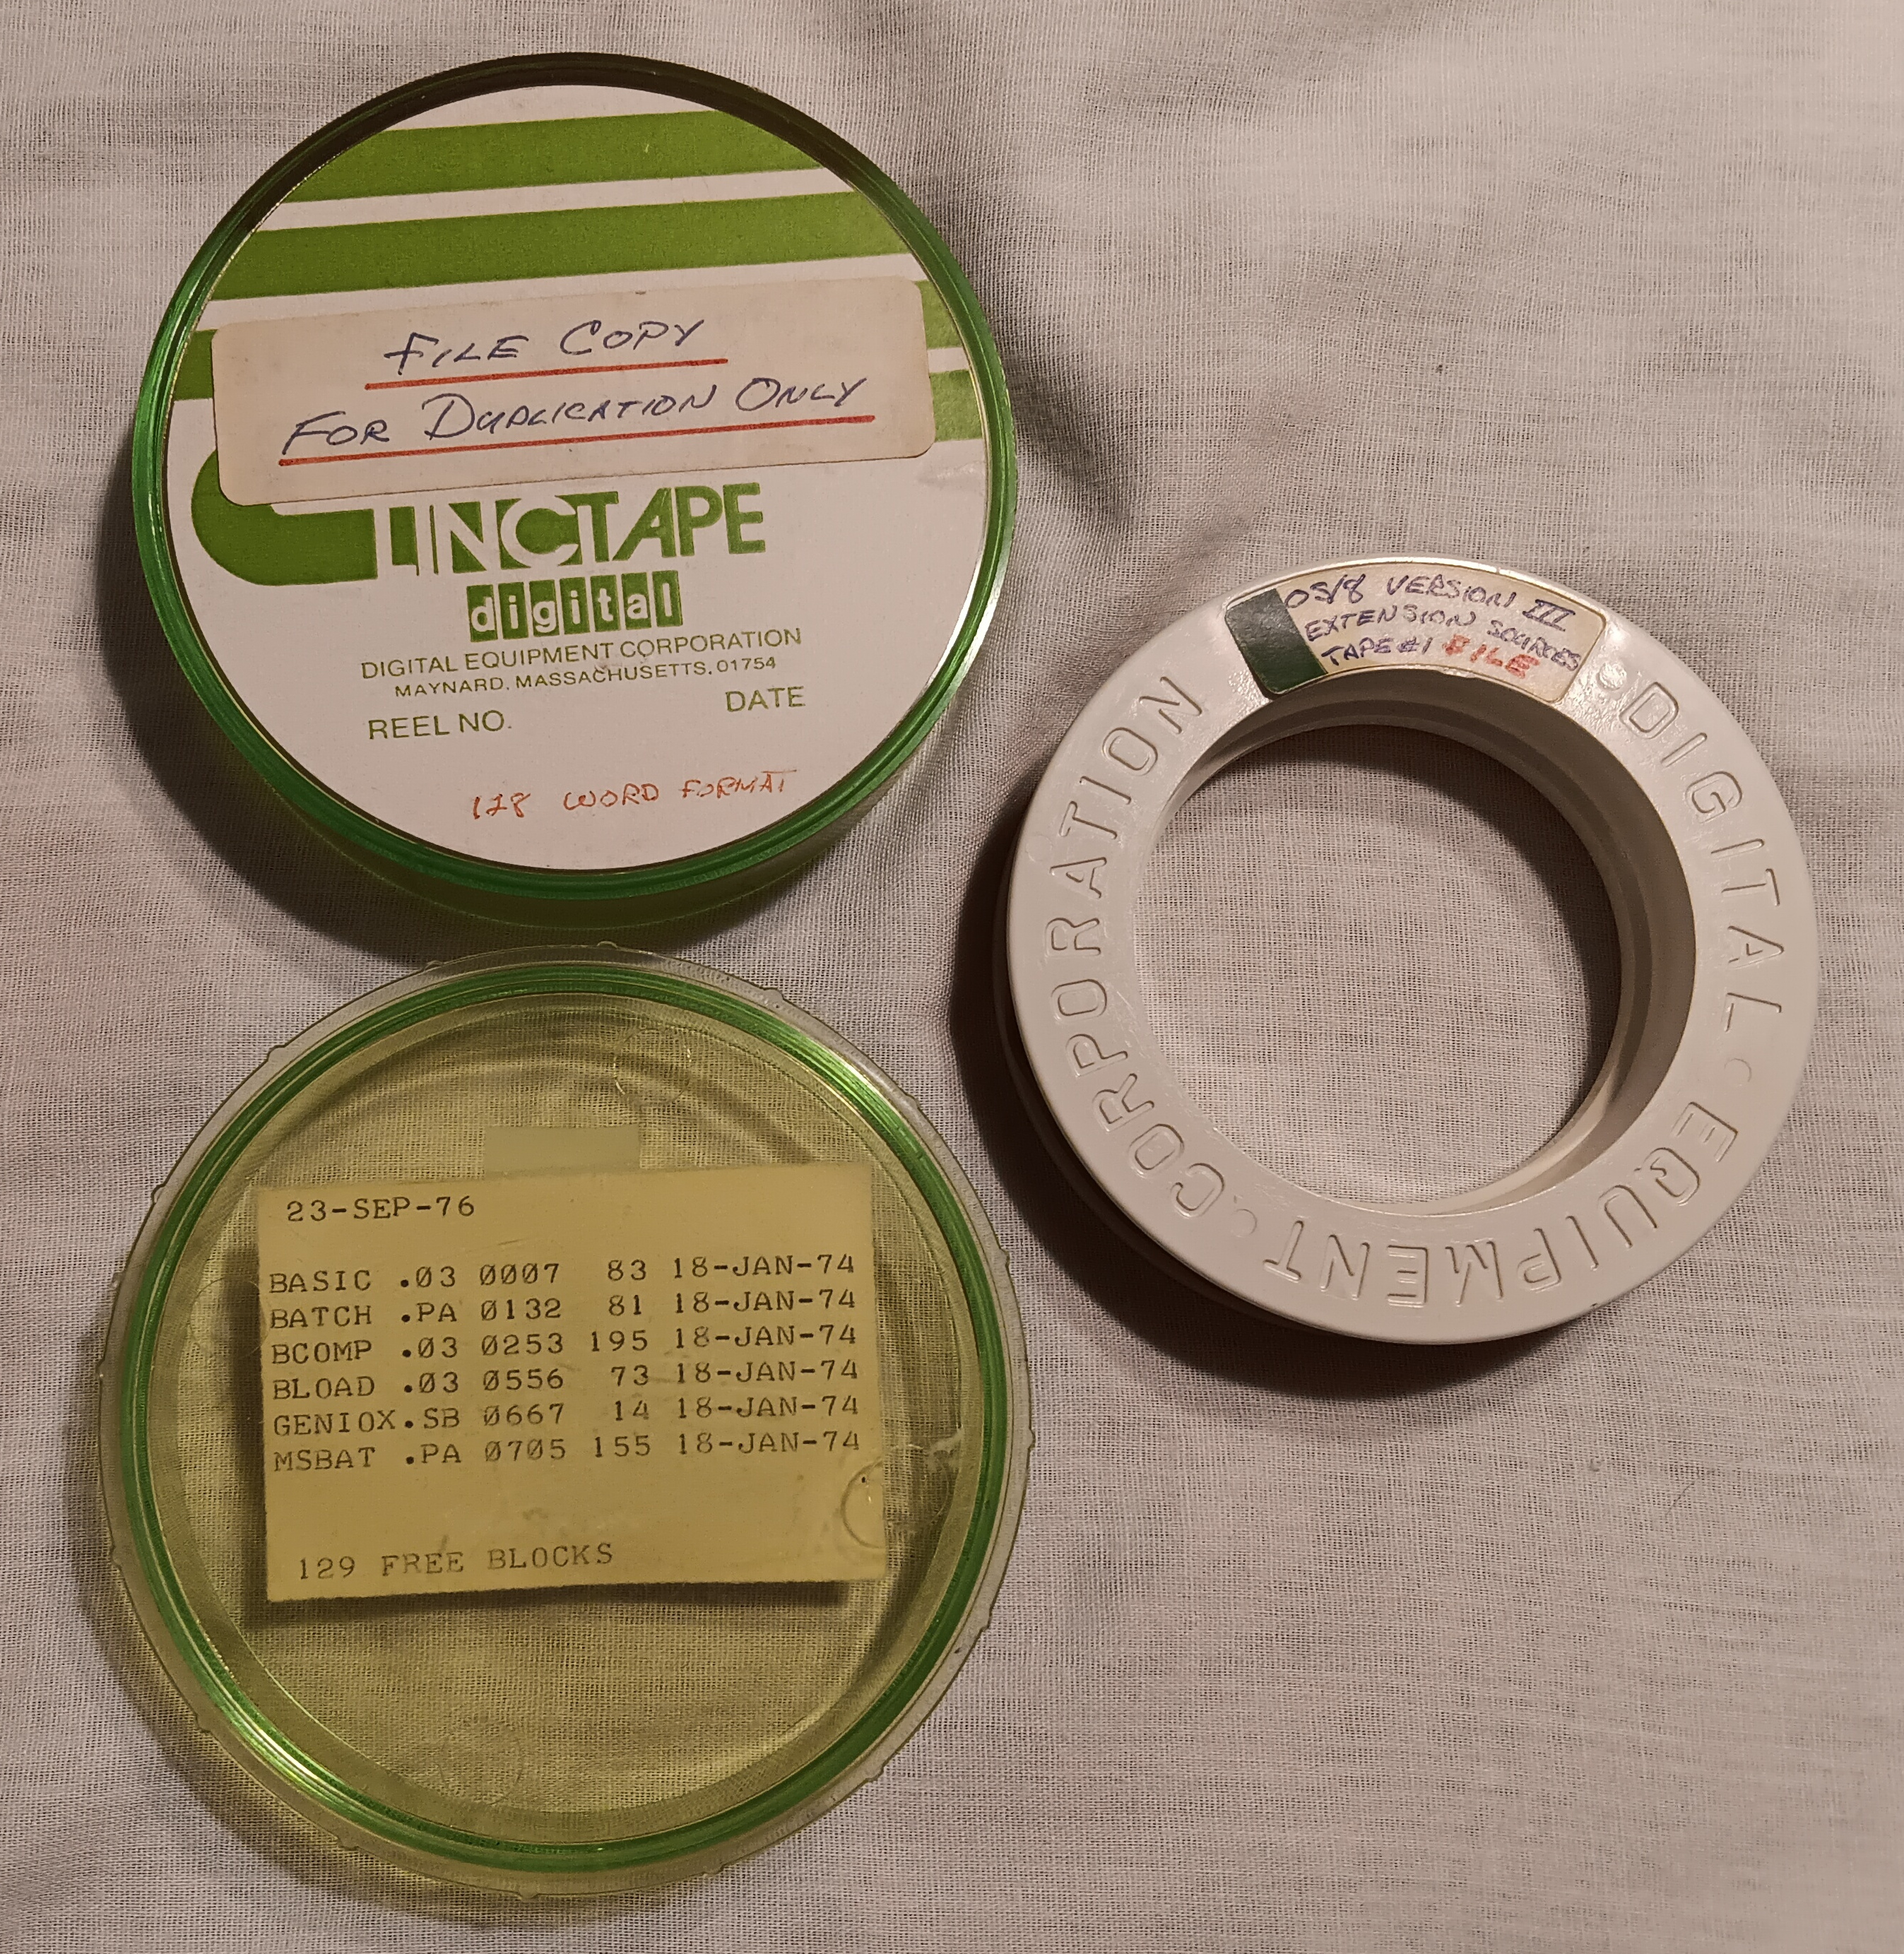 FILE COPY
FOR DUPLICATION ONLY
LINCTAPE
digital
DIGITAL EQUIPMENT CORPORATION
MAYNARD, MASSACHUSETTS, 01754
REEL NO. DATE
128 WORD FORMAT
OS/8 VERSION III
EXTENSION SOURCES
TAPE #1 FILE
DIGITAL · EQUIPMENT · CORPORATION
23-SEP-76
BASIC .03 0007 83 18-JAN-74
BATCH .PA 0132 81 18-JAN-74
BCOMP .03 0253 195 18-JAN-74
BLOAD .03 0556 73 18-JAN-74
GENIOX.SB 0667 14 18-JAN-74
MSBAT .PA 0705 155 18-JAN-74
129 FREE BLOCKS